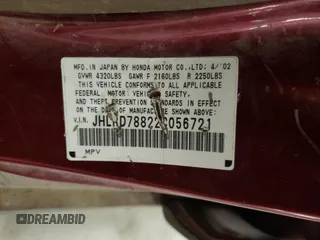 MFD. IN JAPAN BY HONDA MOTOR CO.,LTD: 4/02
GVWR 4320LBS GAWR F 2160LBS R 2250LBS
THIS VEHICLE CONFORMS TO ALL APPLICABLE
FEDERAL MOTOR VEHICLE SAFETY,
AND THEFT PREVENTION STANDARDS IN EFFECT
ON THE DATE OF MANUFACTURE SHOWN ABOVE:
V.I.N.
MPV
DREAMBID